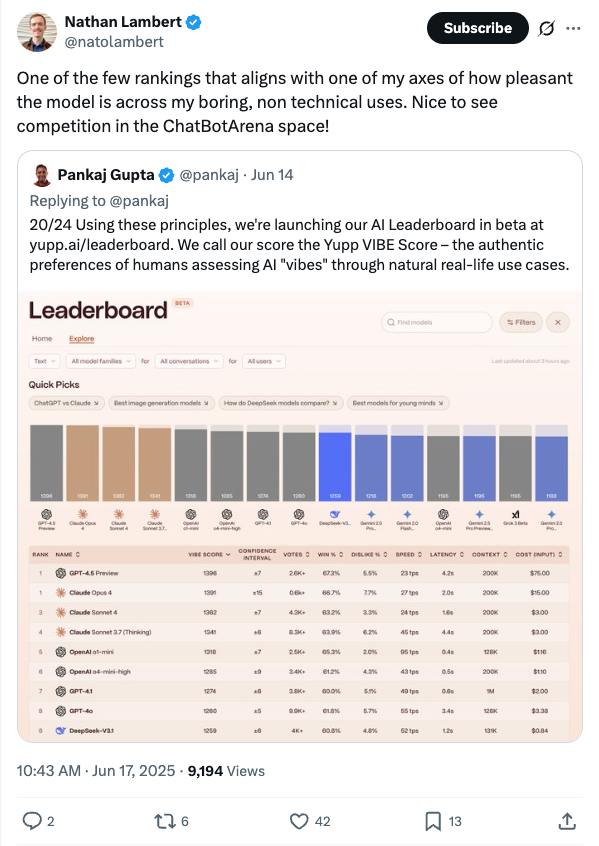 Nathan Lambert
@natolambert
Subscribe
One of the few rankings that aligns with one of my axes of how pleasant
the model is across my boring, non technical uses. Nice to see
competition in the ChatBotArena space!
Pankaj Gupta @pankaj · Jun 14
Replying to @pankaj
20/24 Using these principles, we're launching our AI Leaderboard in beta at
yupp.ai/leaderboard. We call our score the Yupp VIBE Score – the authentic
preferences of humans assessing AI "vibes" through natural real-life use cases.
Leaderboard BETA
Find models
Filters
Home Explore
Text All model families for All conversations for All users
Last updated about 3 hours ago
Quick Picks
ChatGPT vs Claude Best image generation models How do DeepSeek models compare? Best models for young minds
1396 1391 1362 1341 1318 1285 1274 1260 1259
GPT-4.5 Preview
Claude Opus 4
Claude Sonnet 4
Claude Sonnet 3.7...
OpenAI o1-mini
OpenAI o4-mini-high
GPT-4.1
GPT-4o
DeepSeek-V3...
Gemini 2.0 Pro...
Gemini 2.0 Flash...
OpenAI o4-mini
Gemini 2.5 Pro Preview...
Grok 3 Beta
Gemini 2.0 Pro...
RANK NAME VIBE SCORE CONFIDENCE INTERVAL VOTES WIN % DISLIKE % SPEED LATENCY CONTEXT COST (INPUT)
1 GPT-4.5 Preview 1396 ±7 2.6K+ 67.3% 5.5% 23 tps 4.2s 200K $75.00
1 Claude Opus 4 1391 ±15 0.6K+ 66.7% 7.7% 27 tps 2.0s 200K $15.00
3 Claude Sonnet 4 1362 ±7 4.3K+ 63.2% 3.3% 24 tps 1.6s 200K $3.00
4 Claude Sonnet 3.7 (Thinking) 1341 ±6 8.3K+ 63.9% 6.2% 45 tps 4.4s 200K $3.00
5 OpenAI o1-mini 1318 ±7 2.5K+ 65.3% 2.0% 95 tps 0.4s 128K $1.16
6 OpenAI o4-mini-high 1285 ±9 3.4K+ 61.2% 4.3% 43 tps 0.5s 200K $1.10
7 GPT-4.1 1274 ±6 3.8K+ 60.0% 5.1% 49 tps 0.6s 1M $2.00
8 GPT-4o 1260 ±5 9.9K+ 61.8% 5.7% 55 tps 3.4s 128K $3.38
8 DeepSeek-V3.1 1259 ±6 4K+ 60.8% 4.8% 52 tps 1.2s 131K $0.84
10:43 AM · Jun 17, 2025 · 9,194 Views
2 6 42 13